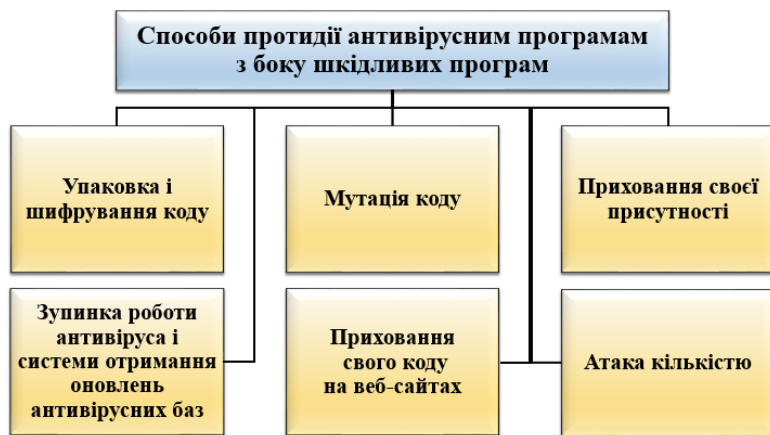 Способи протидії антивірусним програмам
з боку шкідливих програм
Упаковка і
шифрування коду
Мутація коду
Приховання своєї
присутності
Зупинка роботи
антивіруса і
системи отримання
оновлень
антивірусних баз
Приховання
свого коду
на веб-сайтах
Атака кількістю